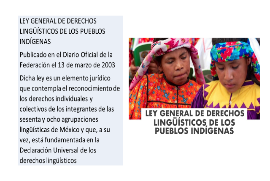 LEY GENERAL DE DERECHOS
LINGÜÍSTICOS DE LOS PUEBLOS
INDÍGENAS
Publicado en el Diario Oficial de la
Federación el 13 de marzo de 2003
Dicha ley es un elemento jurídico
que contempla el reconocimiento de
los derechos individuales y
colectivos de los integrantes de las
sesenta y ocho agrupaciones
lingüísticas de México y que, a su
vez, está fundamentada en la
Declaración Universal de los
derechos lingüísticos
LEY GENERAL DE DERECHOS
LINGÜÍSTICOS DE LOS
PUEBLOS INDÍGENAS